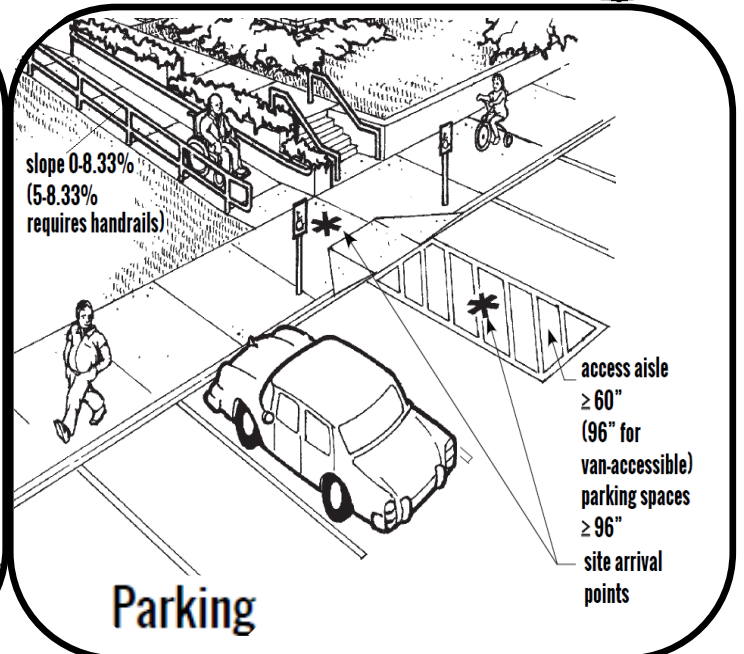 slope 0-8.33%
(5-8.33%
requires handrails)
access aisle
≥ 60”
(96” for
van-accessible)
parking spaces
≥ 96”
site arrival
points
Parking